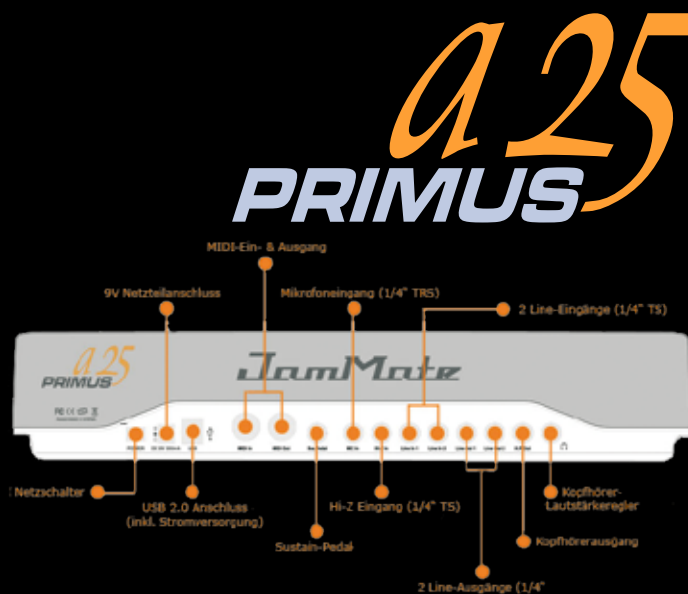 a 25
PRIMUS
MIDI-Ein- & Ausgang
9V Netzteilanschluss
Mikrofoneingang (1/4" TRS)
2 Line-Eingänge (1/4" TS)
a 25
PRIMUS
JamMate
Netzschalter
USB 2.0 Anschluss
(inkl. Stromversorgung)
Sustain-Pedal
Hi-Z Eingang (1/4" TS)
Kopfhörer-
Lautstärkeregler
Kopfhörerausgang
2 Line-Ausgänge (1/4"